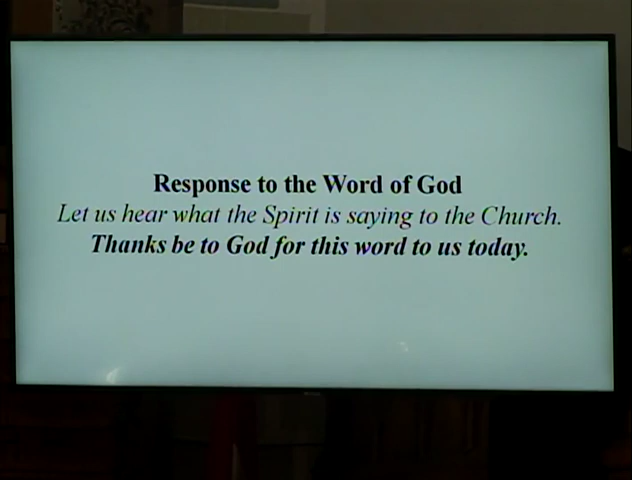 Response to the Word of God
Let us hear what the Spirit is saying to the Church.
Thanks be to God for this word to us today.